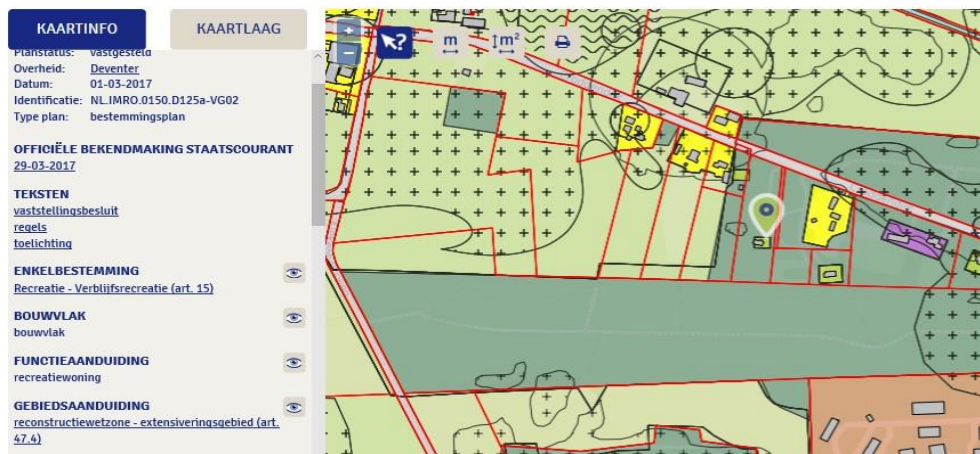 KAARTINFO
KAARTLAAG
Planstatus: vastgesteld
Overheid: Deventer
Datum: 01-03-2017
Identificatie: NL.IMRO.0150.D125a-VG02
Type plan: bestemmingsplan
OFFICIËLE BEKENDMAKING STAATSCOURANT
29-03-2017
TEKSTEN
vaststellingsbesluit
regels
toelichting
ENKELBESTEMMING
Recreatie - Verblijfsrecreatie (art. 15)
BOUWVLAK
bouwvlak
FUNCTIEAANDUIDING
recreatiewoning
GEBIEDSAANDUIDING
reconstructiewetzone - extensiveringsgebied (art.
47.4)
+
−
?
m
m²